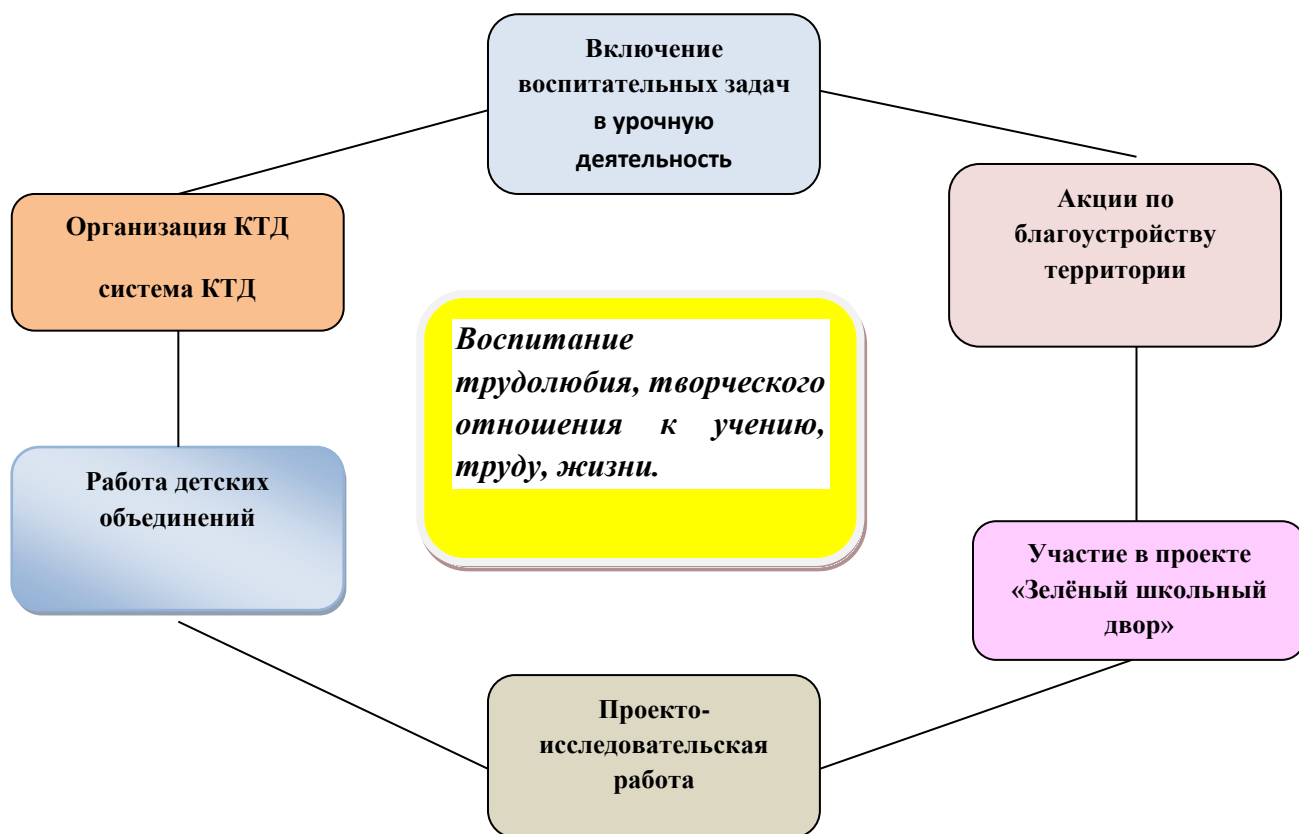 Включение
воспитательных задач
в урочную
деятельность
Организация КТД
система КТД
Акции по
благоустройству
территории
Воспитание
трудолюбия, творческого
отношения к учению,
труду, жизни.
Работа детских
объединений
Участие в проекте
«Зелёный школьный
двор»
Проекто-
исследовательская
работа